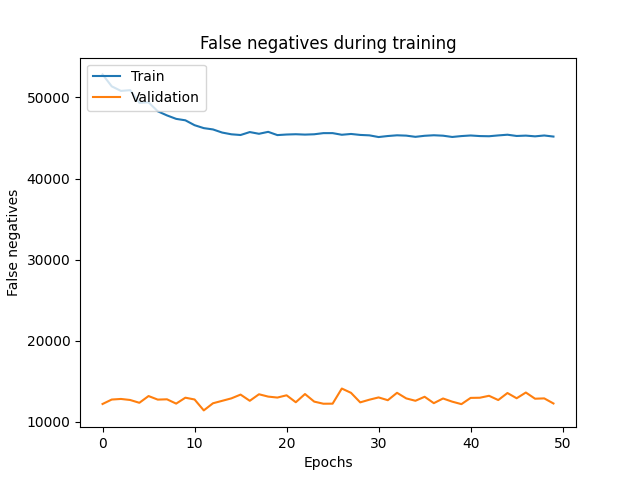 False negatives during training
Train
Validation
False negatives
50000
40000
30000
20000
10000
0
10
20
30
40
50
Epochs